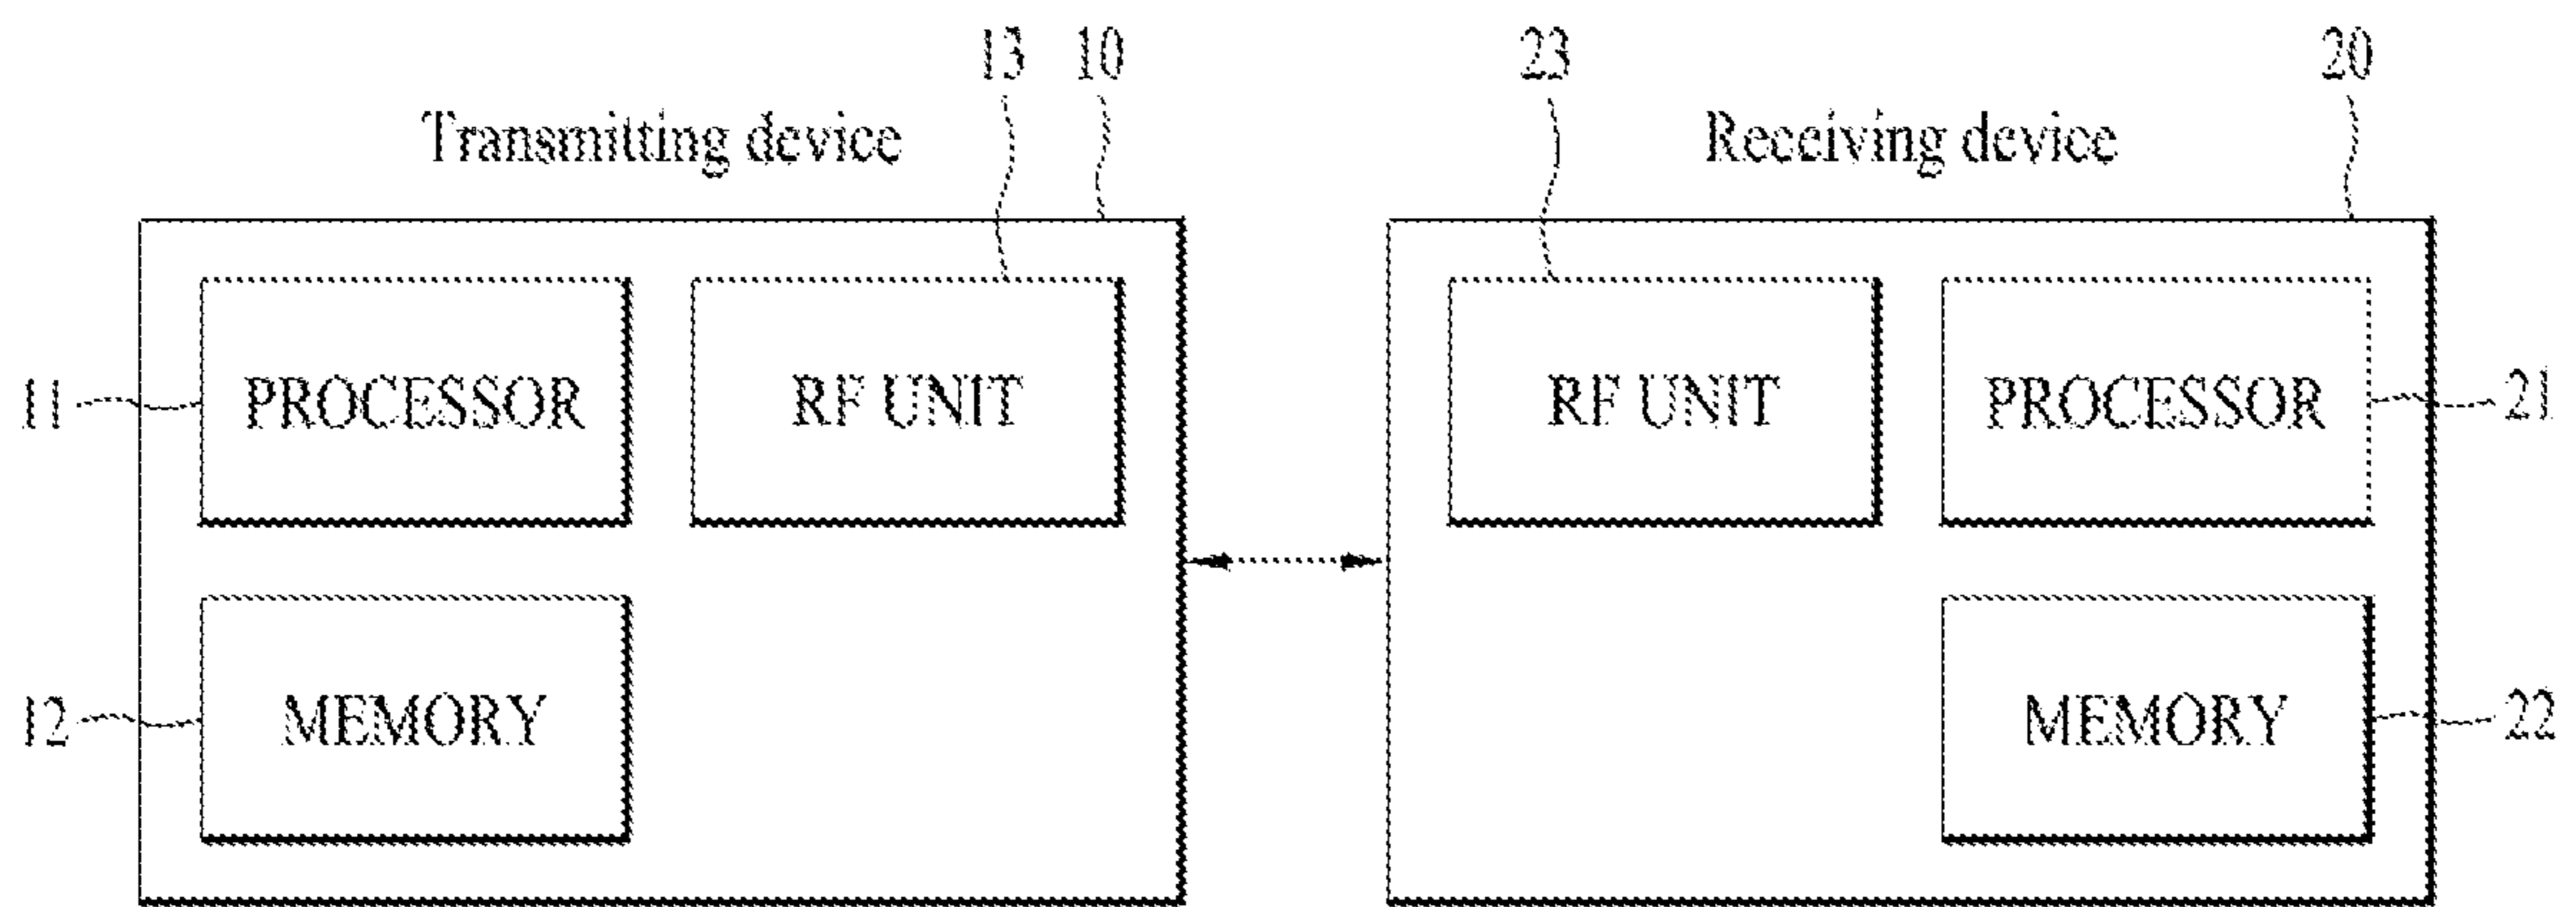 13 10 23 20
Transmitting device Receiving device
11 PROCESSOR RF UNIT RF UNIT PROCESSOR 21
12 MEMORY MEMORY 22